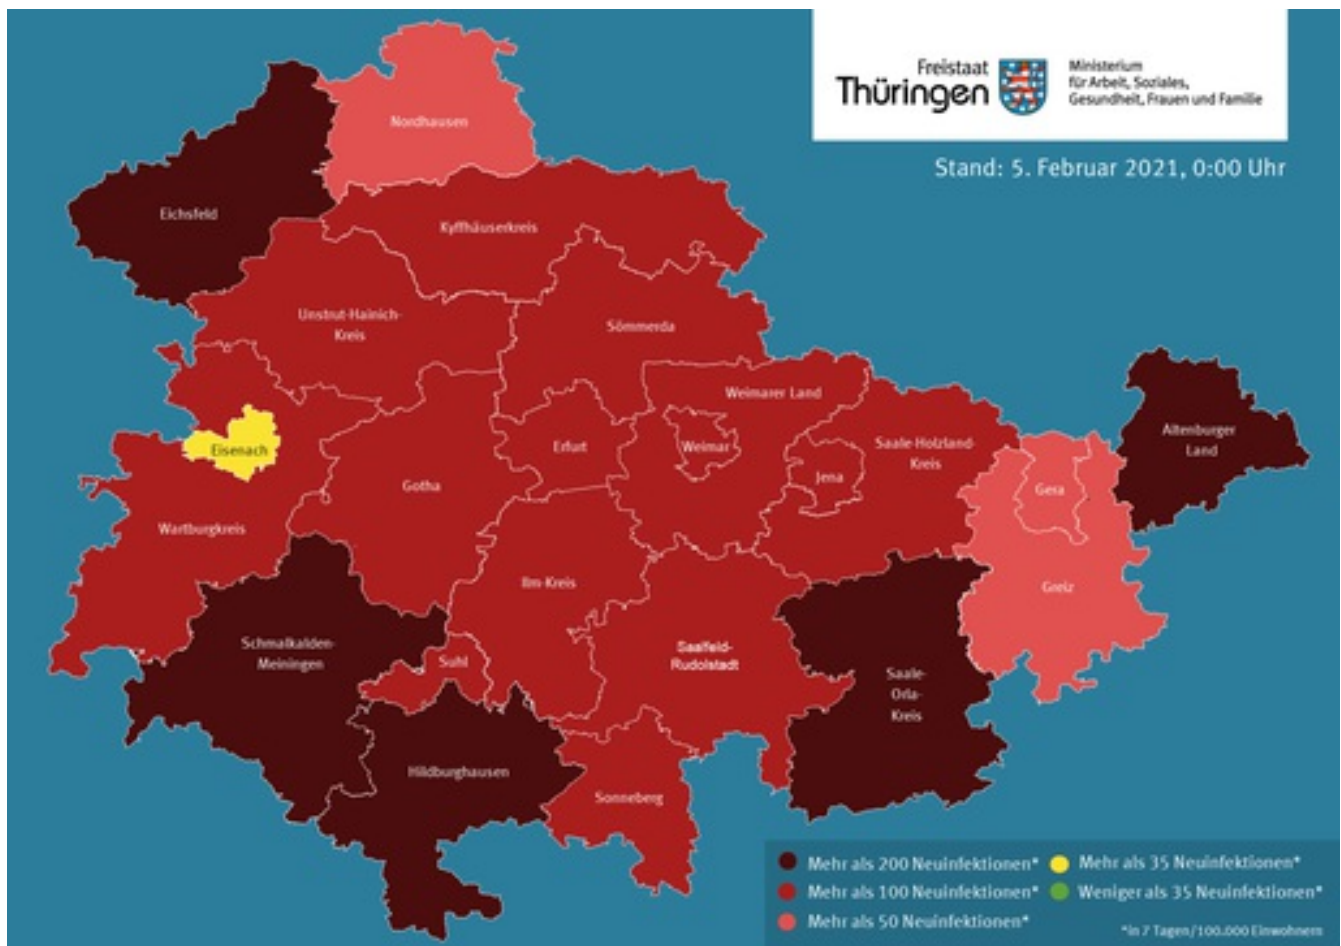 Freistaat
Thüringen
Ministerium
für Arbeit, Soziales,
Gesundheit, Frauen und Familie
Stand: 5. Februar 2021, 0:00 Uhr
Nordhausen
Eichsfeld
Kyffhäuserkreis
Unstrut-Hainich-
Kreis
Sömmerda
Weimarer Land
Eisenach
Erfurt
Weimar
Saale-Holzland-
Kreis
Jena
Altenburger
Land
Gotha
Gera
Wartburgkreis
Ilm-Kreis
Greiz
Schmalkalden-
Meiningen
Suhl
Saalfeld-
Rudolstadt
Saale-
Orla-
Kreis
Hildburghausen
Sonneberg
Mehr als 200 Neuinfektionen*
Mehr als 100 Neuinfektionen*
Mehr als 50 Neuinfektionen*
Mehr als 35 Neuinfektionen*
Weniger als 35 Neuinfektionen*
*in 7 Tagen/100.000 Einwohnern